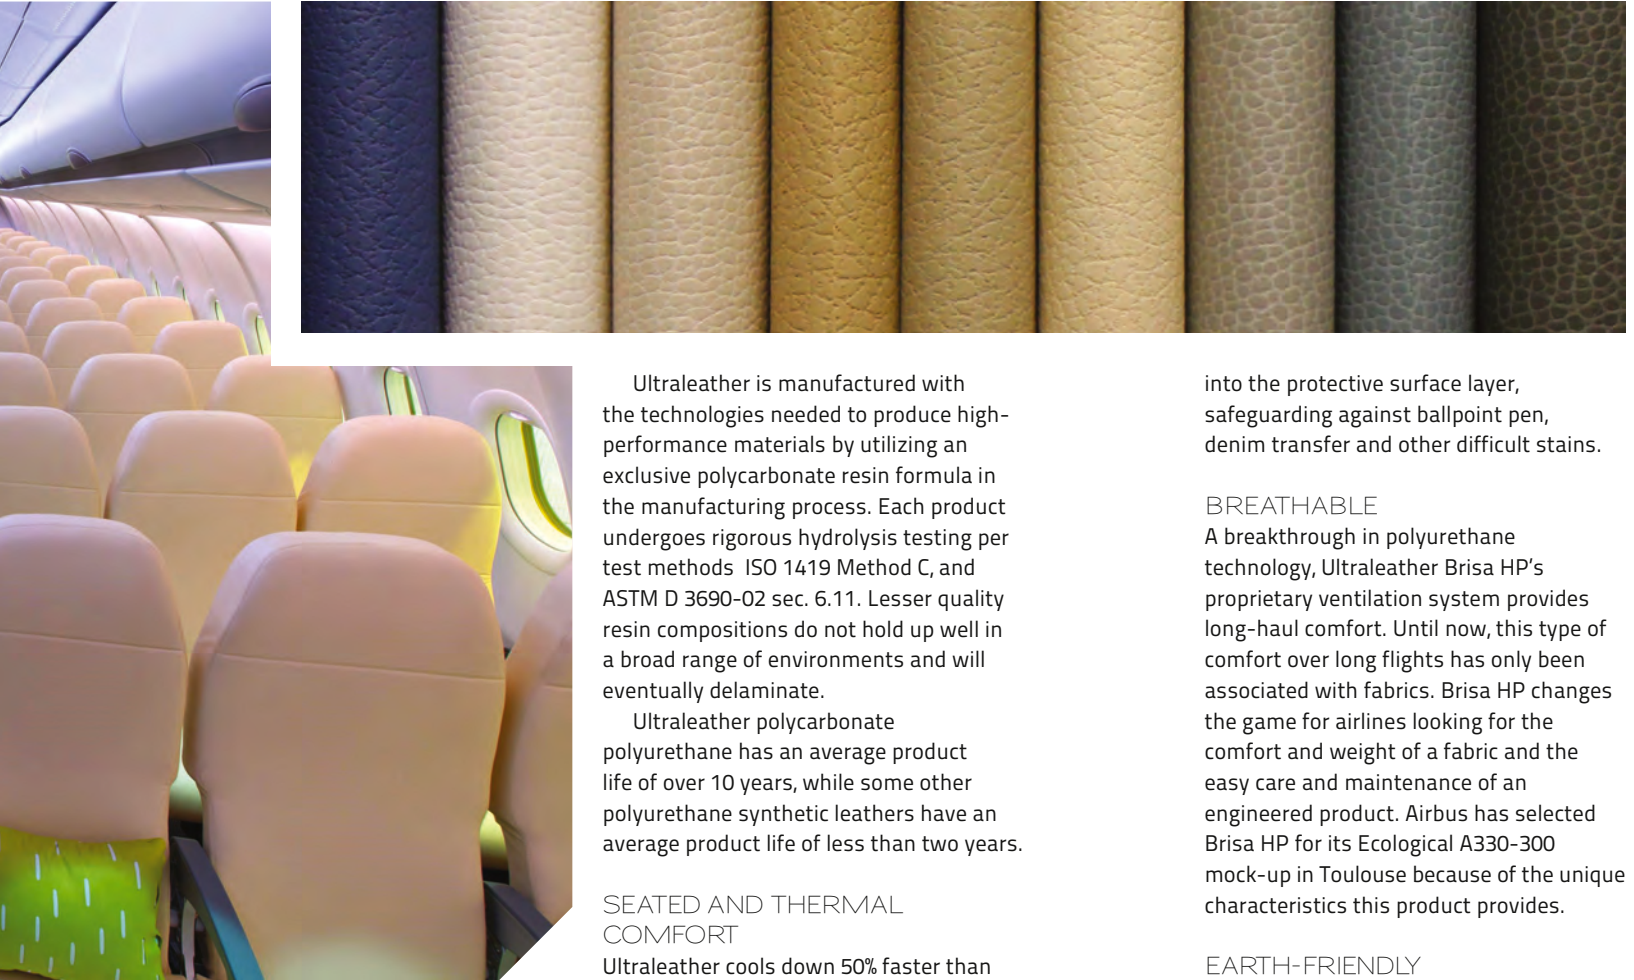 Ultraleather is manufactured with
the technologies needed to produce high-
performance materials by utilizing an
exclusive polycarbonate resin formula in
the manufacturing process. Each product
undergoes rigorous hydrolysis testing per
test methods  ISO 1419 Method C, and
ASTM D 3690-02 sec. 6.11. Lesser quality
resin compositions do not hold up well in
a broad range of environments and will
eventually delaminate.
Ultraleather polycarbonate
polyurethane has an average product
life of over 10 years, while some other
polyurethane synthetic leathers have an
average product life of less than two years.
SEATED AND THERMAL
COMFORT
Ultraleather cools down 50% faster than
into the protective surface layer,
safeguarding against ballpoint pen,
denim transfer and other difficult stains.
BREATHABLE
A breakthrough in polyurethane
technology, Ultraleather Brisa HP’s
proprietary ventilation system provides
long-haul comfort. Until now, this type of
comfort over long flights has only been
associated with fabrics. Brisa HP changes
the game for airlines looking for the
comfort and weight of a fabric and the
easy care and maintenance of an
engineered product. Airbus has selected
Brisa HP for its Ecological A330-300
mock-up in Toulouse because of the unique
characteristics this product provides.
EARTH-FRIENDLY